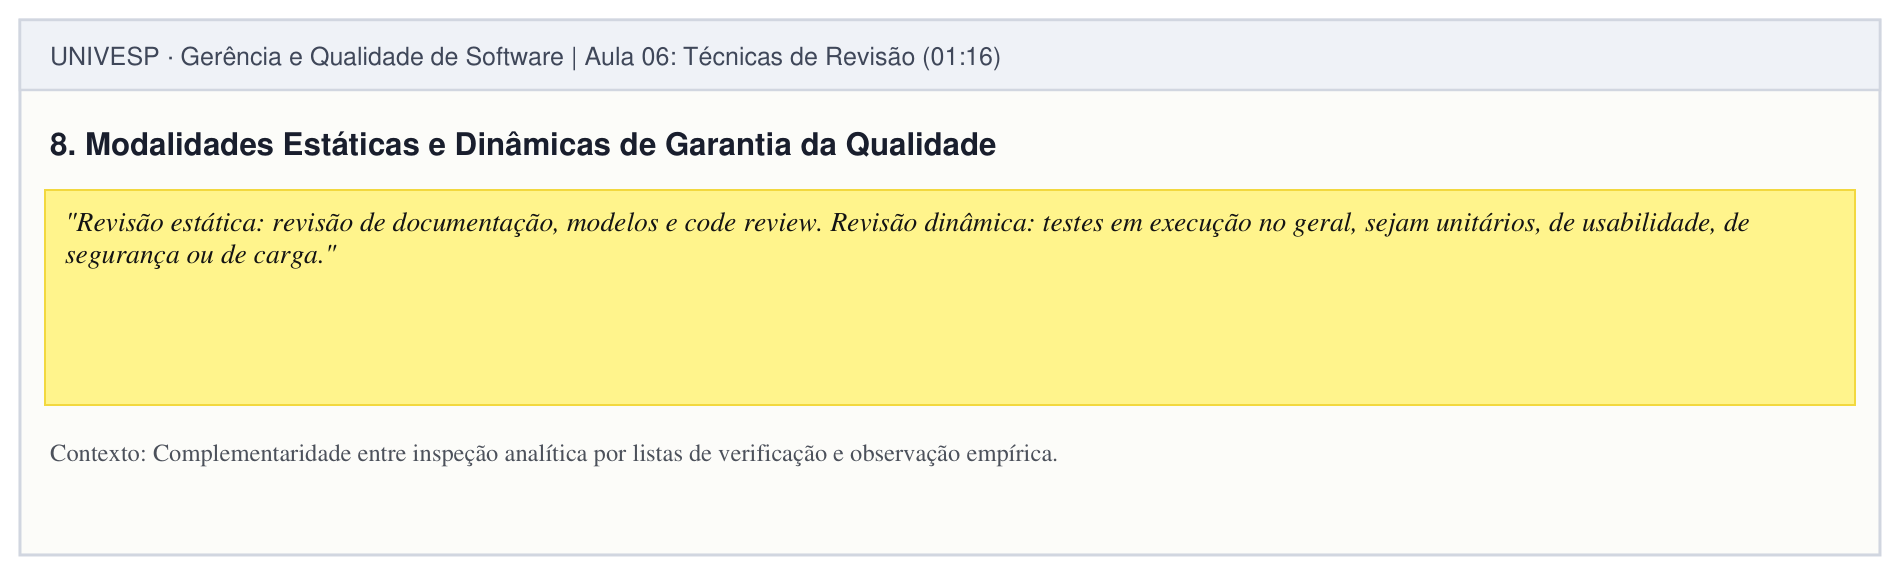 UNIVESP · Gerência e Qualidade de Software | Aula 06: Técnicas de Revisão (01:16)
8. Modalidades Estáticas e Dinâmicas de Garantia da Qualidade
"Revisão estática: revisão de documentação, modelos e code review. Revisão dinâmica: testes em execução no geral, sejam unitários, de usabilidade, de
segurança ou de carga."
Contexto: Complementaridade entre inspeção analítica por listas de verificação e observação empírica.